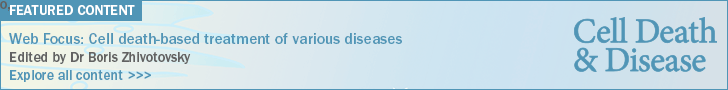 FEATURED CONTENT
Web Focus: Cell death-based treatment of various diseases
Edited by Dr Boris Zhivotovsky
Explore all content >>>
Cell Death
& Disease